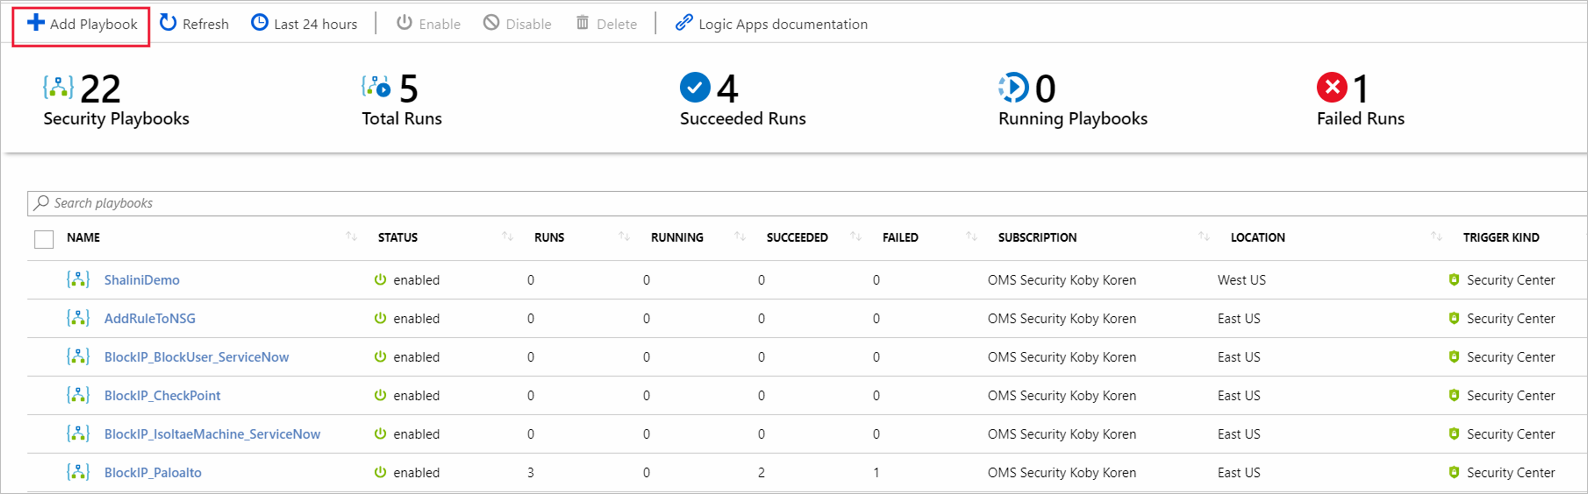 Add Playbook Refresh Last 24 hours Enable Disable Delete Logic Apps documentation
22 5 4 0 1
Security Playbooks Total Runs Succeeded Runs Running Playbooks Failed Runs
Search playbooks
NAME STATUS RUNS RUNNING SUCCEEDED FAILED SUBSCRIPTION LOCATION TRIGGER KIND
ShaliniDemo enabled 0 0 0 0 OMS Security Koby Koren West US Security Center
AddRuleToNSG enabled 0 0 0 0 OMS Security Koby Koren East US Security Center
BlockIP_BlockUser_ServiceNow enabled 0 0 0 0 OMS Security Koby Koren East US Security Center
BlockIP_CheckPoint enabled 0 0 0 0 OMS Security Koby Koren East US Security Center
BlockIP_IsoltaeMachine_ServiceNow enabled 0 0 0 0 OMS Security Koby Koren East US Security Center
BlockIP_Paloalto enabled 3 0 2 1 OMS Security Koby Koren East US Security Center